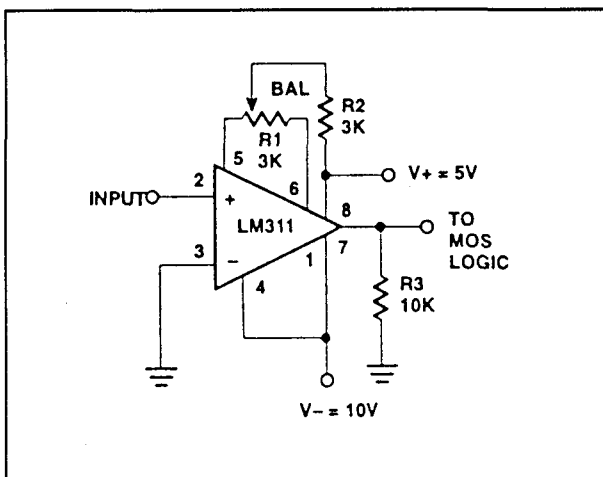 BAL
R2
3K
R1
3K
5
6
V+ = 5V
INPUT
2
+
LM311
8
7
TO
MOS
LOGIC
3
−
1
4
R3
10K
V− = 10V